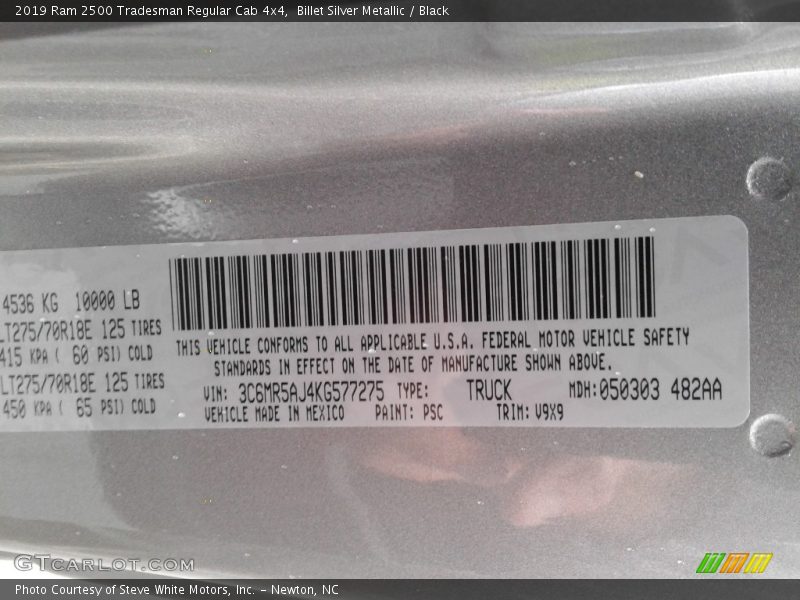 2019 Ram 2500 Tradesman Regular Cab 4x4, Billet Silver Metallic / Black
4536 KG 10000 LB
LT275/70R18E 125 TIRES
415 KPA ( 60 PSI) COLD
LT275/70R18E 125 TIRES
450 KPA ( 65 PSI) COLD
THIS VEHICLE CONFORMS TO ALL APPLICABLE U.S.A. FEDERAL MOTOR VEHICLE SAFETY
STANDARDS IN EFFECT ON THE DATE OF MANUFACTURE SHOWN ABOVE.
VIN: 3C6MR5AJ4KG577275 TYPE: TRUCK MDH:050303 482AA
VEHICLE MADE IN MEXICO PAINT: PSC TRIM: V9X9
GTCarLot.com
Photo Courtesy of Steve White Motors, Inc. – Newton, NC